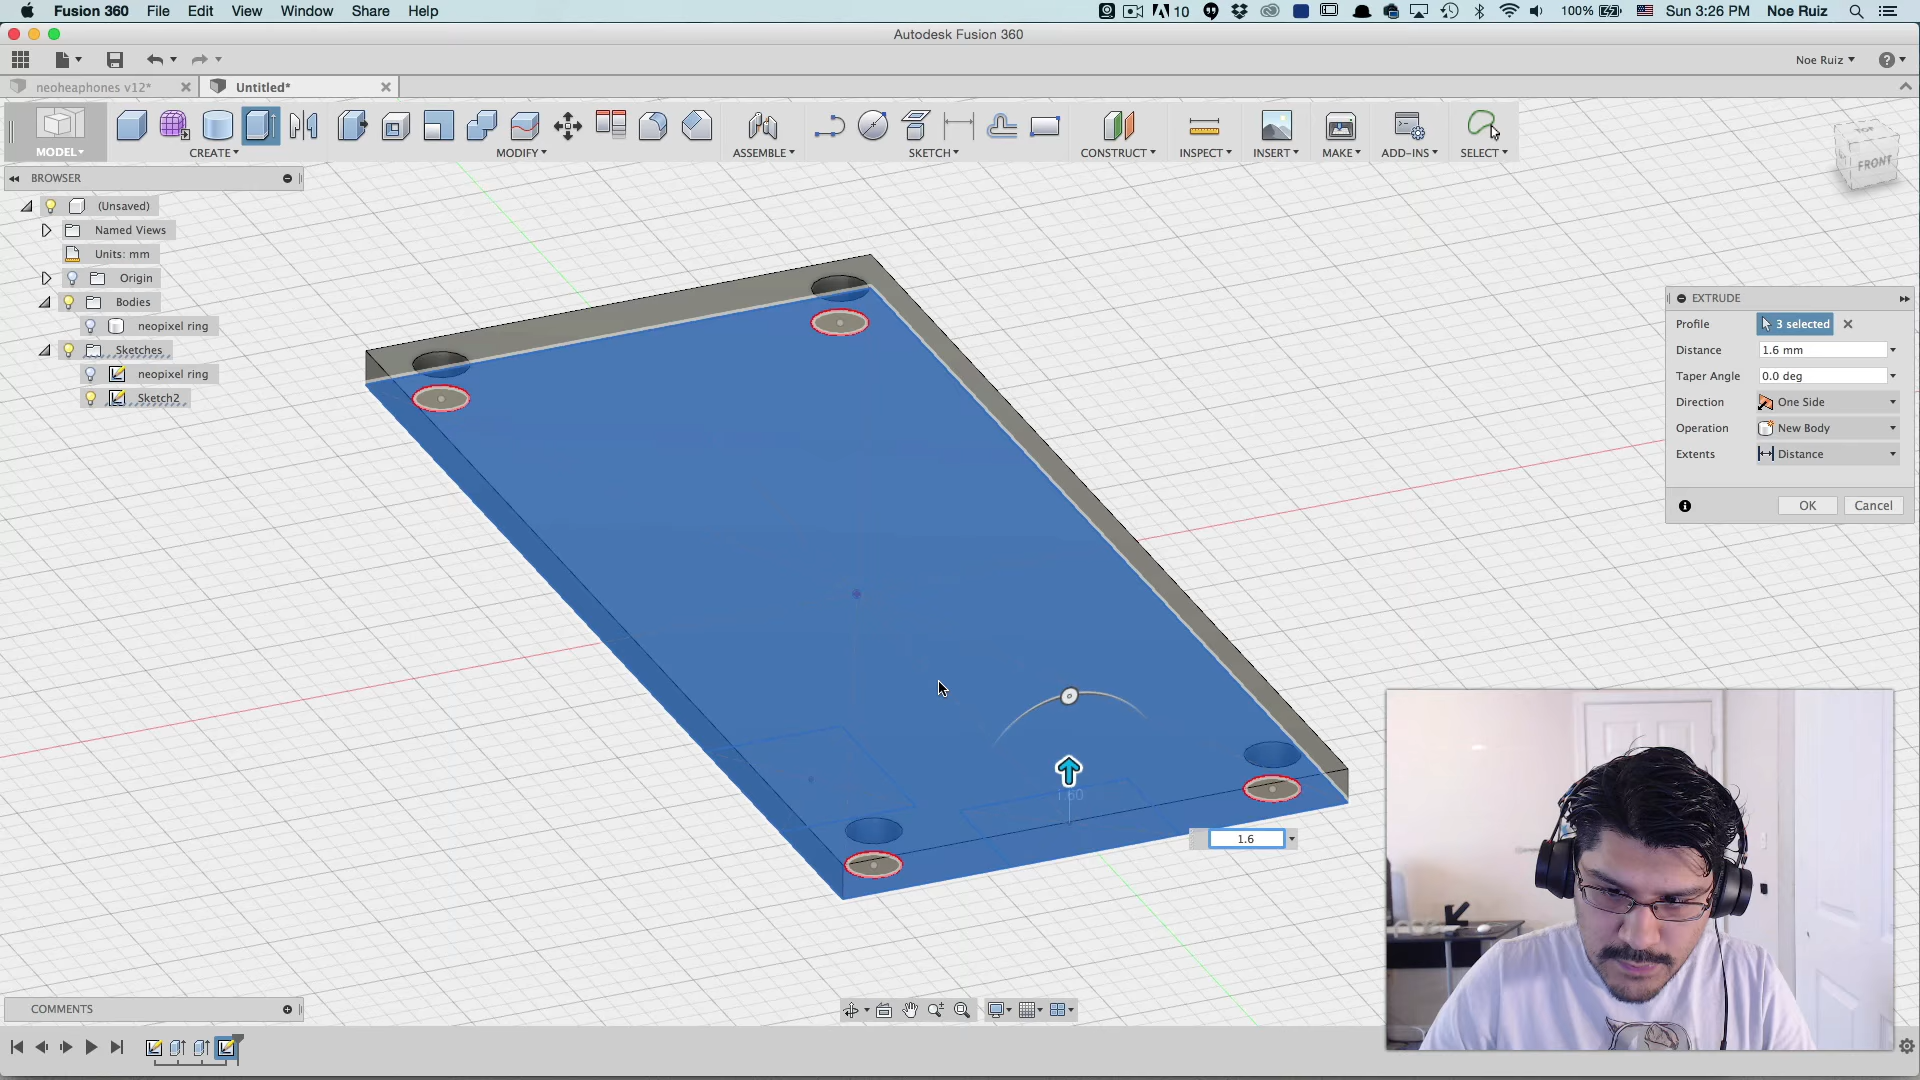 Fusion 360 File Edit View Window Share Help 10 100% Sun 3:26 PM Noe Ruiz
Autodesk Fusion 360
Noe Ruiz
neoheaphones v12* Untitled*
MODEL CREATE MODIFY ASSEMBLE SKETCH CONSTRUCT INSPECT INSERT MAKE ADD-INS SELECT
TOP
FRONT
BROWSER
(Unsaved)
Named Views
Units: mm
Origin
Bodies
neopixel ring
Sketches
neopixel ring
Sketch2
EXTRUDE
Profile 3 selected
Distance 1.6 mm
Taper Angle 0.0 deg
Direction One Side
Operation New Body
Extents Distance
OK Cancel
1.60
1.6
COMMENTS